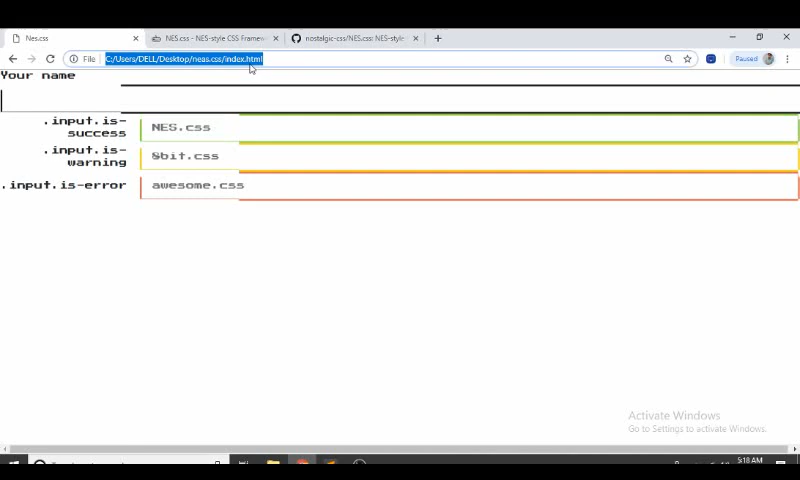 Nes.css
NES.css - NES-style CSS Framew
nostalgic-css/NES.css: NES-style
File
C:/Users/DELL/Desktop/neas.css/index.html
Paused
Your name
.input.is-
success
NES.css
.input.is-
warning
8bit.css
.input.is-error
awesome.css
Activate Windows
Go to Settings to activate Windows.
5:18 AM